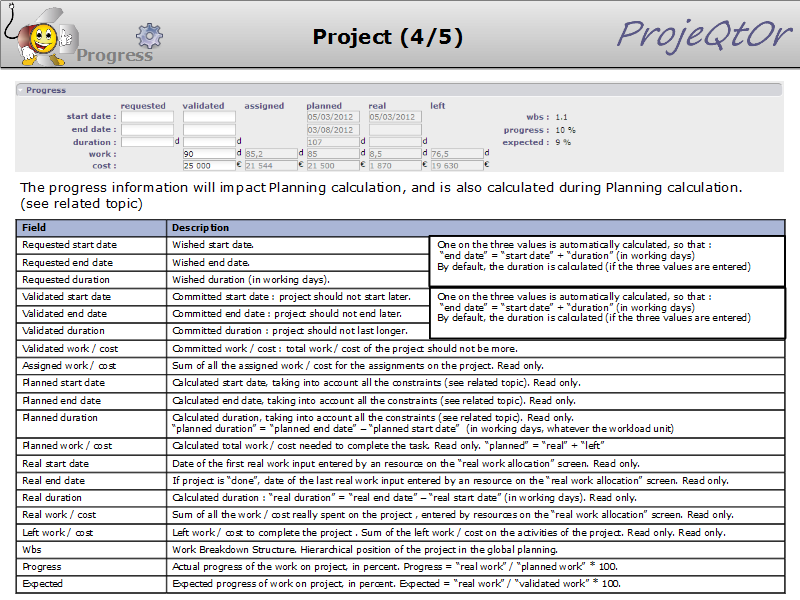 Progress
Project (4/5)
ProjeQtOr
Progress
requested validated assigned planned real left
start date : 05/03/2012 05/03/2012 wbs : 1.1
end date : 03/08/2012 progress : 10 %
duration : d d 107 d d expected : 9 %
work : 90 d 85,2 d 85 d 8,5 d 76,5 d
cost : 25 000 € 21 544 € 21 500 € 1 870 € 19 630 €
The progress information will impact Planning calculation, and is also calculated during Planning calculation.
(see related topic)
Field Description
Requested start date Wished start date.
Requested end date Wished end date.
Requested duration Wished duration (in working days).
One on the three values is automatically calculated, so that :
"end date" = "start date" + "duration" (in working days)
By default, the duration is calculated (if the three values are entered)
Validated start date Committed start date : project should not start later.
Validated end date Committed end date : project should not end later.
Validated duration Committed duration : project should not last longer.
One on the three values is automatically calculated, so that :
"end date" = "start date" + "duration" (in working days)
By default, the duration is calculated (if the three values are entered)
Validated work / cost Committed work / cost : total work / cost of the project should not be more.
Assigned work / cost Sum of all the assigned work / cost for the assignments on the project. Read only.
Planned start date Calculated start date, taking into account all the constraints (see related topic). Read only.
Planned end date Calculated end date, taking into account all the constraints (see related topic). Read only.
Planned duration Calculated duration, taking into account all the constraints (see related topic). Read only.
"planned duration" = "planned end date" – "planned start date" (in working days, whatever the workload unit)
Planned work / cost Calculated total work / cost needed to complete the task. Read only. "planned" = "real" + "left"
Real start date Date of the first real work input entered by an resource on the "real work allocation" screen. Read only.
Real end date If project is "done", date of the last real work input entered by an resource on the "real work allocation" screen. Read only.
Real duration Calculated duration : "real duration" = "real end date" – "real start date" (in working days). Read only.
Real work / cost Sum of all the work / cost really spent on the project , entered by resources on the "real work allocation" screen. Read only.
Left work / cost Left work / cost to complete the project . Sum of the left work / cost on the activities of the project. Read only. Read only.
Wbs Work Breakdown Structure. Hierarchical position of the project in the global planning.
Progress Actual progress of the work on project, in percent. Progress = "real work" / "planned work" * 100.
Expected Expected progress of work on project, in percent. Expected = "real work" / "validated work" * 100.